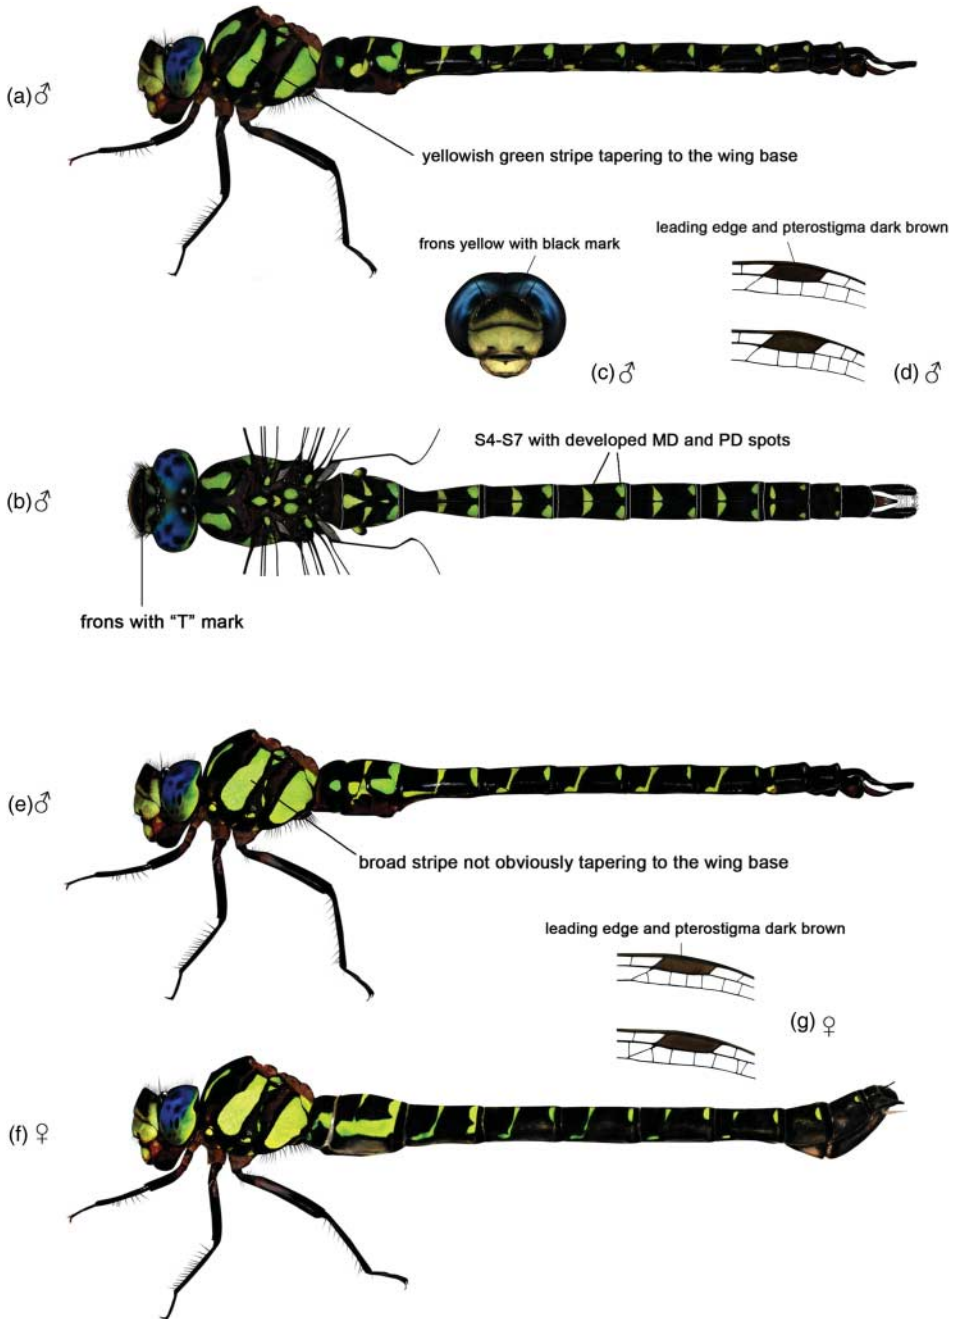 (a)♂
yellowish green stripe tapering to the wing base
frons yellow with black mark
leading edge and pterostigma dark brown
(c)♂
(d)♂
S4-S7 with developed MD and PD spots
(b)♂
frons with “T” mark
(e)♂
broad stripe not obviously tapering to the wing base
leading edge and pterostigma dark brown
(g)♀
(f)♀